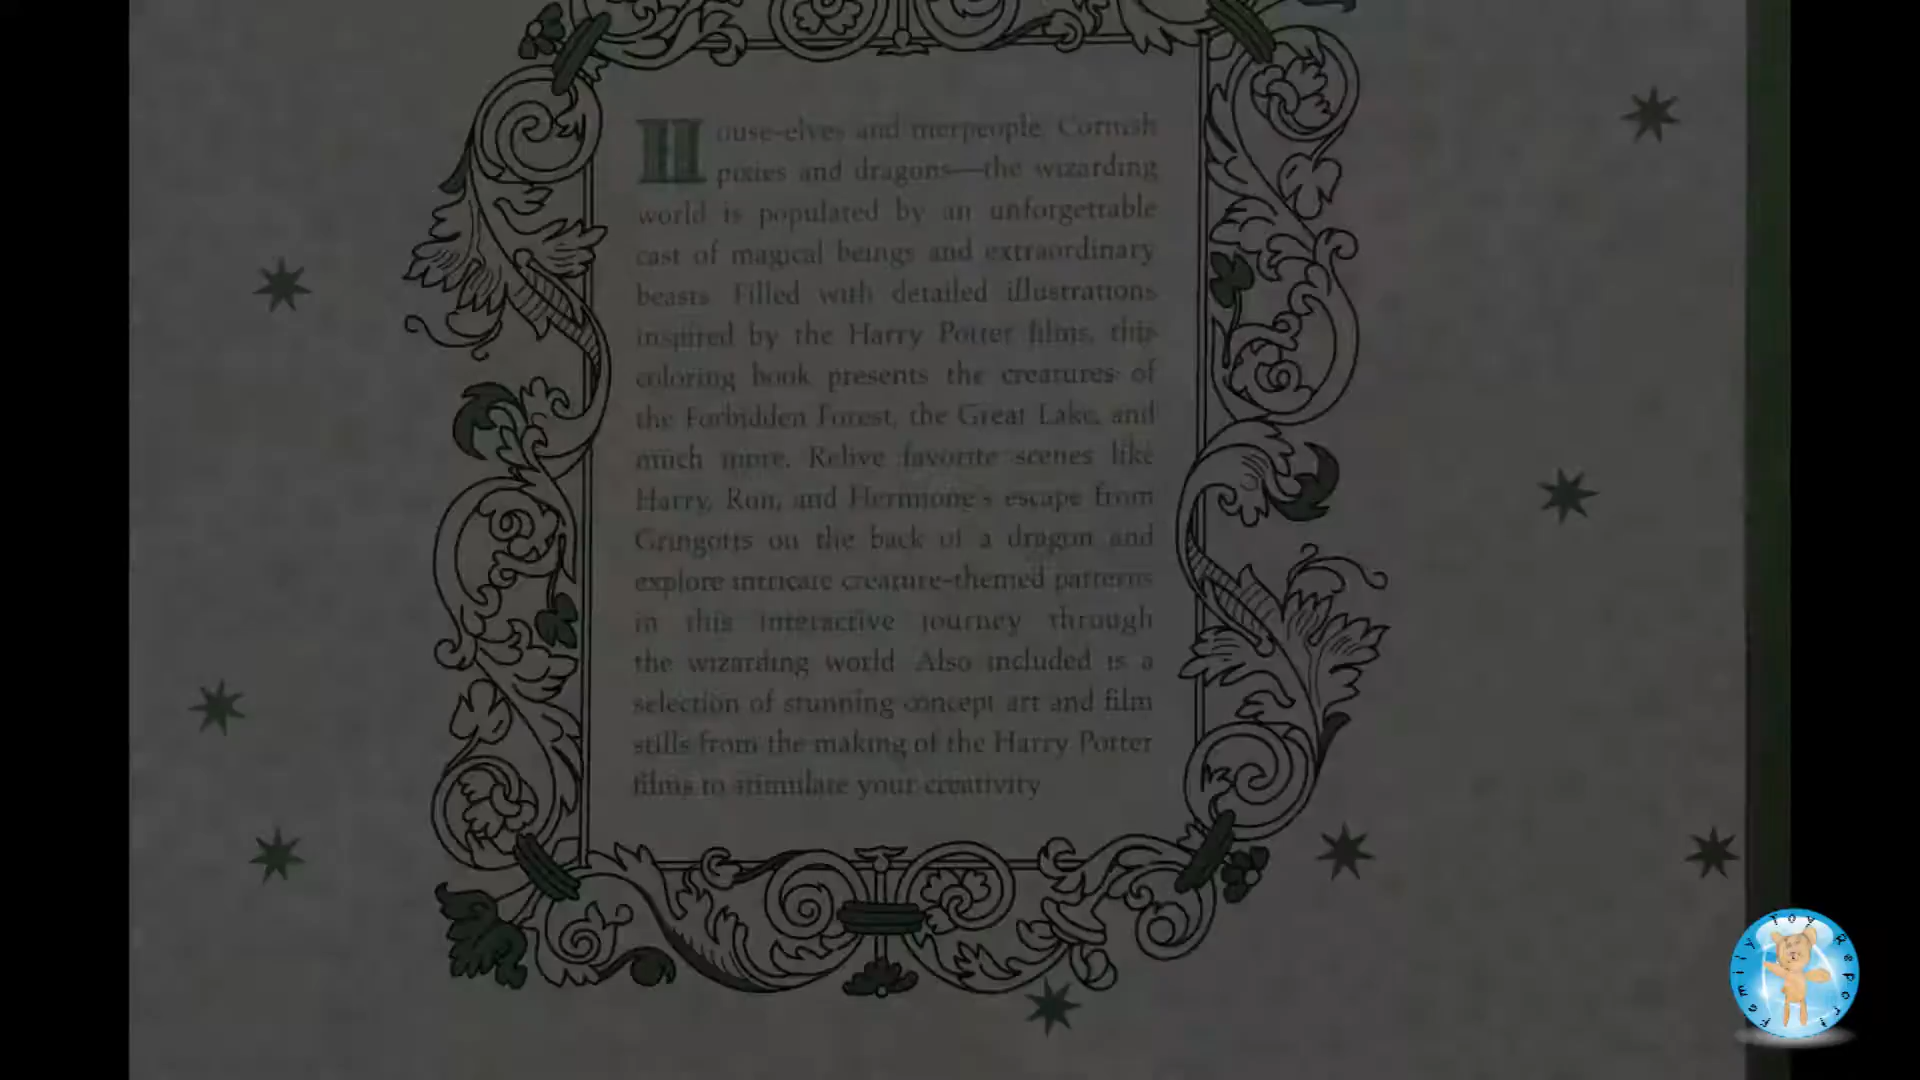 House-elves and merpeople, Cornish
pixies and dragons—the wizarding
world is populated by an unforgettable
cast of magical beings and extraordinary
beasts. Filled with detailed illustrations
inspired by the Harry Potter films, this
coloring book presents the creatures of
the Forbidden Forest, the Great Lake, and
much more. Relive favorite scenes like
Harry, Ron, and Hermione's escape from
Gringotts on the back of a dragon and
explore intricate creature-themed patterns
in this interactive journey through
the wizarding world. Also included is a
selection of stunning concept art and film
stills from the making of the Harry Potter
films to stimulate your creativity.
Family Toy Report